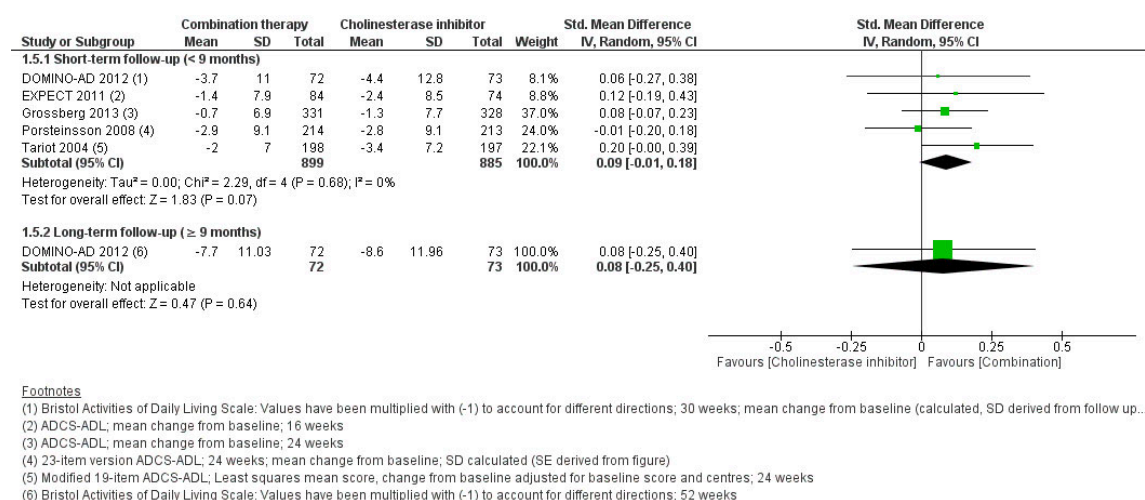 Combination therapy Cholinesterase inhibitor Std. Mean Difference Std. Mean Difference
Study or Subgroup Mean SD Total Mean SD Total Weight IV, Random, 95% CI IV, Random, 95% CI
1.5.1 Short-term follow-up (< 9 months)
DOMINO-AD 2012 (1) -3.7 11 72 -4.4 12.8 73 8.1% 0.06 [-0.27, 0.38]
EXPECT 2011 (2) -1.4 7.9 84 -2.4 8.5 74 8.8% 0.12 [-0.19, 0.43]
Grossberg 2013 (3) -0.7 6.9 331 -1.3 7.7 328 37.0% 0.08 [-0.07, 0.23]
Porsteinsson 2008 (4) -2.9 9.1 214 -2.8 9.1 213 24.0% -0.01 [-0.20, 0.18]
Tariot 2004 (5) -2 7 198 -3.4 7.2 197 22.1% 0.20 [-0.00, 0.39]
Subtotal (95% CI) 899 885 100.0% 0.09 [-0.01, 0.18]
Heterogeneity: Tau² = 0.00; Chi² = 2.29, df = 4 (P = 0.68); I² = 0%
Test for overall effect: Z = 1.83 (P = 0.07)
1.5.2 Long-term follow-up (≥ 9 months)
DOMINO-AD 2012 (6) -7.7 11.03 72 -8.6 11.96 73 100.0% 0.08 [-0.25, 0.40]
Subtotal (95% CI) 72 73 100.0% 0.08 [-0.25, 0.40]
Heterogeneity: Not applicable
Test for overall effect: Z = 0.47 (P = 0.64)
-0.5 -0.25 0 0.25 0.5
Favours [Cholinesterase inhibitor] Favours [Combination]
Footnotes
(1) Bristol Activities of Daily Living Scale: Values have been multiplied with (-1) to account for different directions; 30 weeks; mean change from baseline (calculated, SD derived from follow up...
(2) ADCS-ADL; mean change from baseline; 16 weeks
(3) ADCS-ADL; mean change from baseline; 24 weeks
(4) 23-item version ADCS-ADL; 24 weeks; mean change from baseline; SD calculated (SE derived from figure)
(5) Modified 19-item ADCS-ADL; Least squares mean score, change from baseline adjusted for baseline score and centres; 24 weeks
(6) Bristol Activities of Daily Living Scale: Values have been multiplied with (-1) to account for different directions; 52 weeks